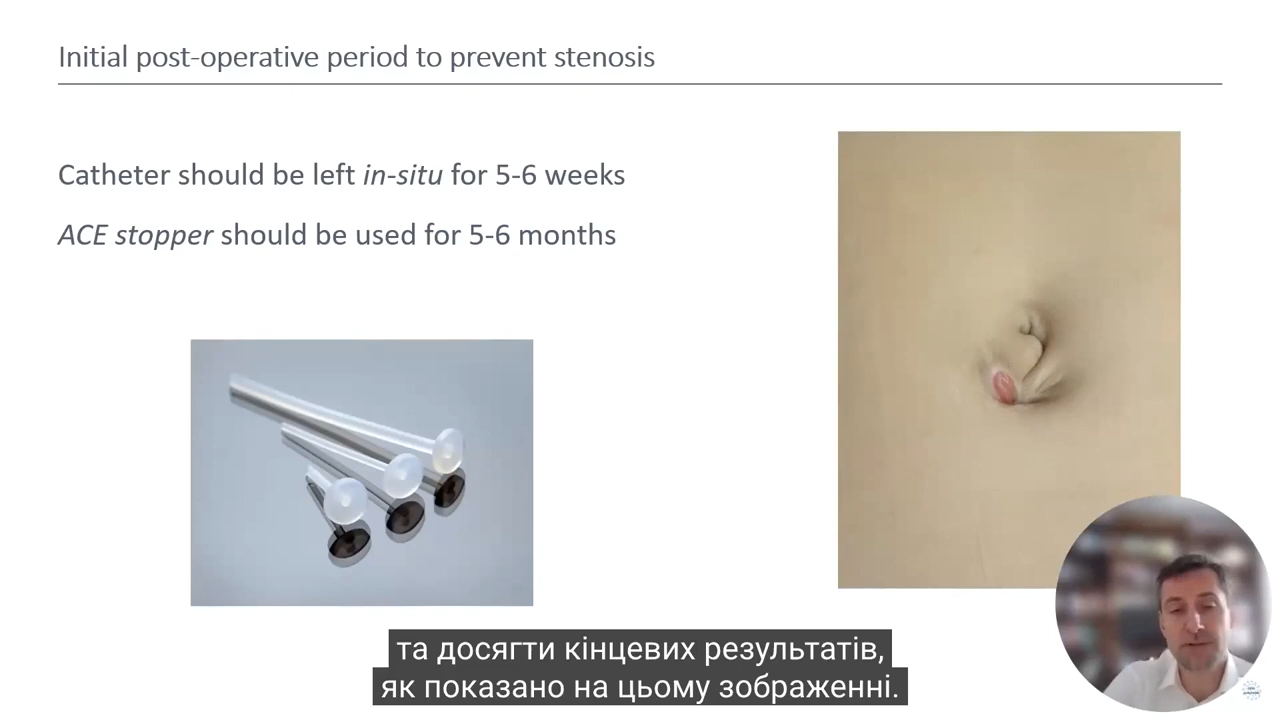 Initial post-operative period to prevent stenosis
Catheter should be left in-situ for 5-6 weeks
ACE stopper should be used for 5-6 months
та досягти кінцевих результатів,
як показано на цьому зображенні.